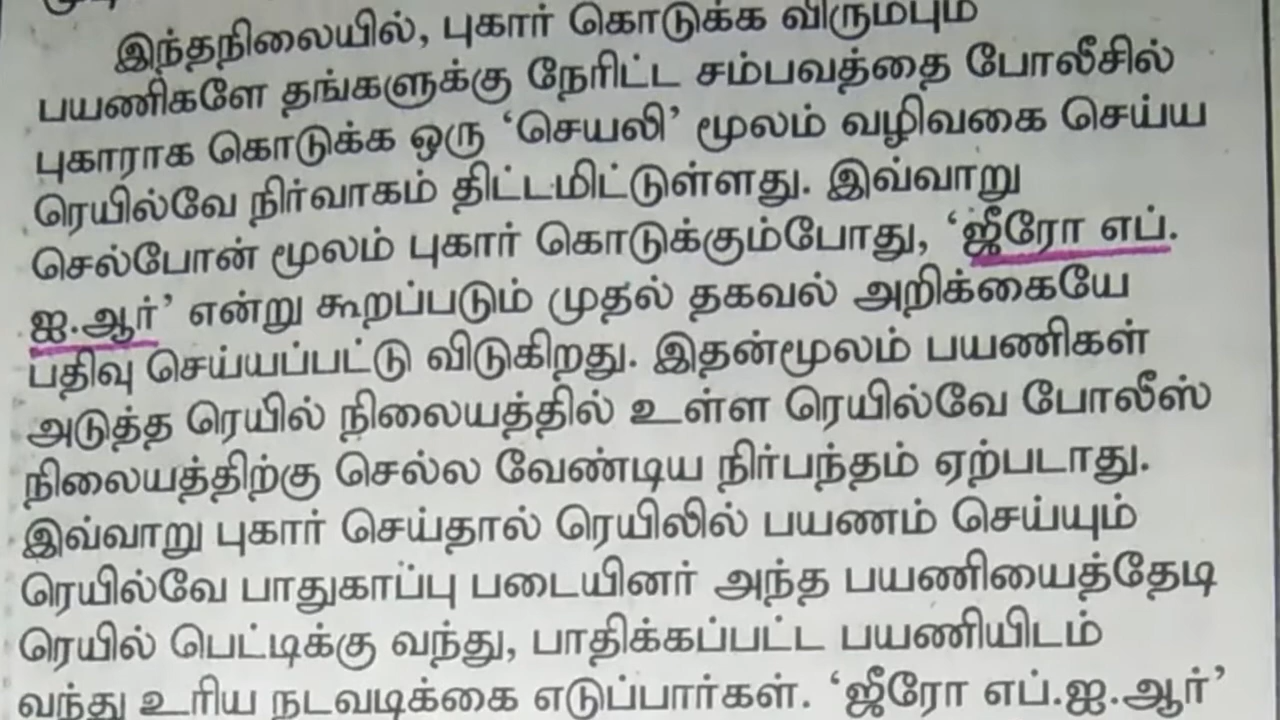 இந்தநிலையில், புகார் கொடுக்க விரும்பும்
பயணிகளே தங்களுக்கு நேரிட்ட சம்பவத்தை போலீசில்
புகாராக கொடுக்க ஒரு ‘செயலி’ மூலம் வழிவகை செய்ய
ரெயில்வே நிர்வாகம் திட்டமிட்டுள்ளது. இவ்வாறு
செல்போன் மூலம் புகார் கொடுக்கும்போது, ‘ஜீரோ எப்.
ஐ.ஆர்’ என்று கூறப்படும் முதல் தகவல் அறிக்கையே
பதிவு செய்யப்பட்டு விடுகிறது. இதன்மூலம் பயணிகள்
அடுத்த ரெயில் நிலையத்தில் உள்ள ரெயில்வே போலீஸ்
நிலையத்திற்கு செல்ல வேண்டிய நிர்பந்தம் ஏற்படாது.
இவ்வாறு புகார் செய்தால் ரெயிலில் பயணம் செய்யும்
ரெயில்வே பாதுகாப்பு படையினர் அந்த பயணியைத்தேடி
ரெயில் பெட்டிக்கு வந்து, பாதிக்கப்பட்ட பயணியிடம்
வந்து உரிய நடவடிக்கை எடுப்பார்கள். ‘ஜீரோ எப்.ஐ.ஆர்’